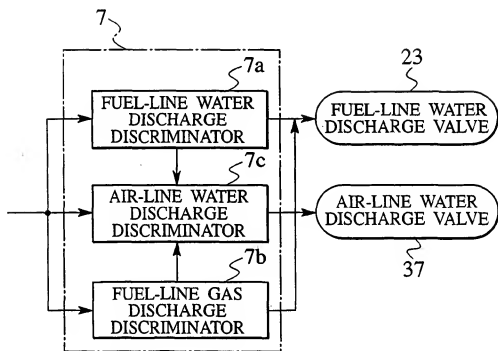 7
7a
FUEL-LINE WATER
DISCHARGE
DISCRIMINATOR
23
FUEL-LINE WATER
DISCHARGE VALVE
7c
AIR-LINE WATER
DISCHARGE
DISCRIMINATOR
AIR-LINE WATER
DISCHARGE VALVE
37
7b
FUEL-LINE GAS
DISCHARGE
DISCRIMINATOR